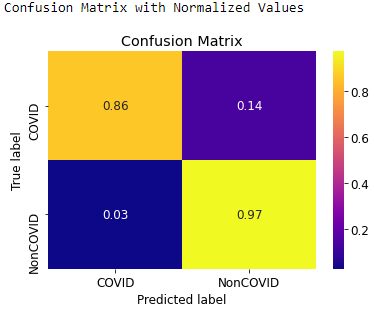 Confusion Matrix with Normalized Values
Confusion Matrix
COVID
0.86
0.14
0.8
0.6
True label
NonCOVID
0.03
0.97
0.4
0.2
COVID
NonCOVID
Predicted label